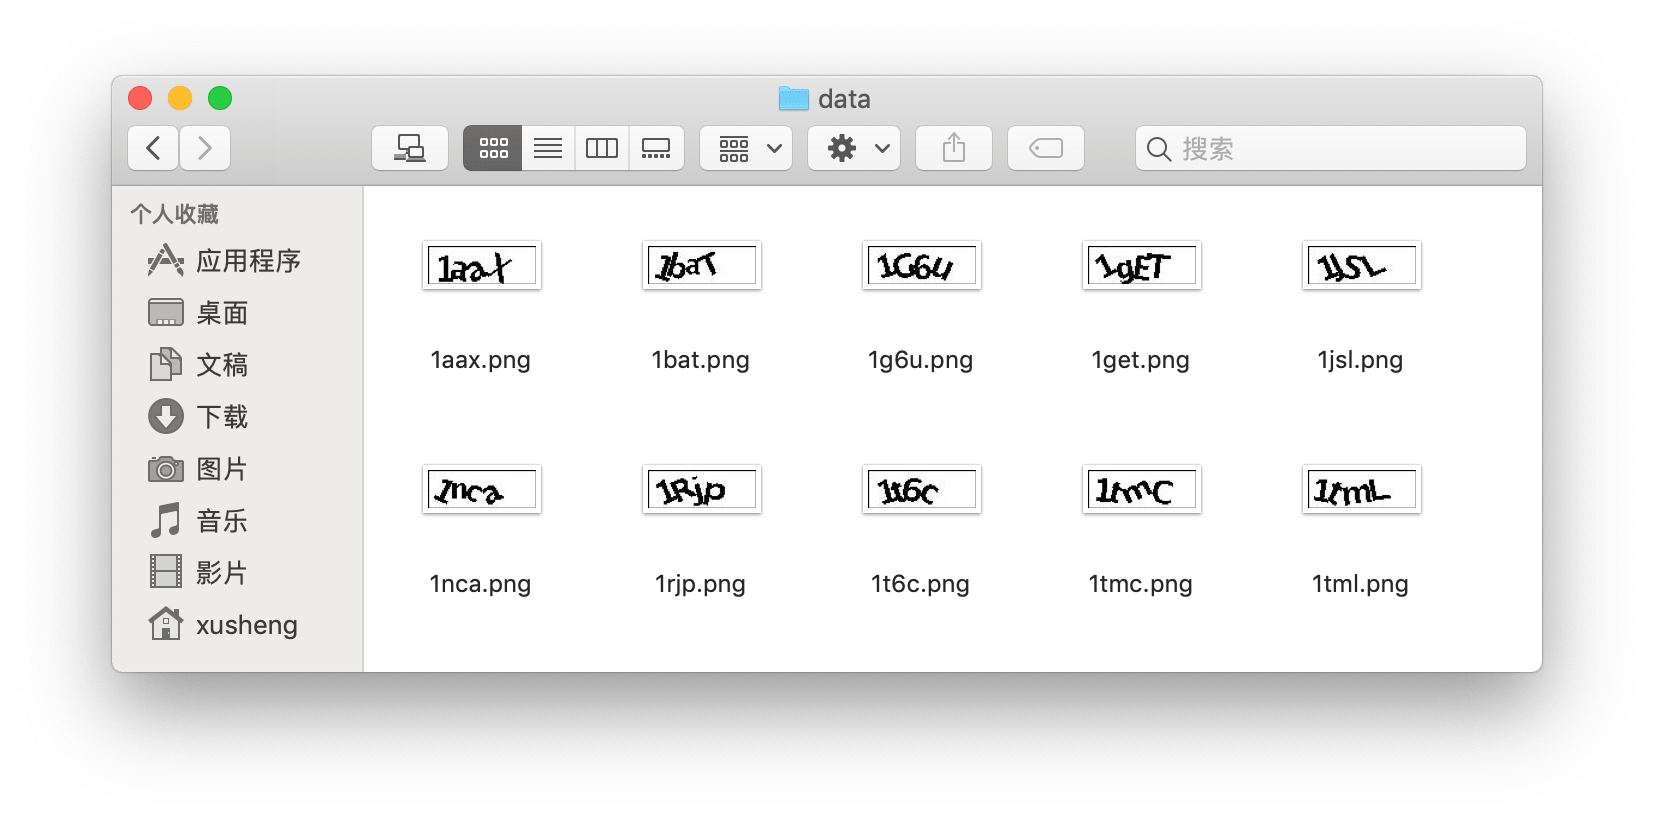 data
搜索
个人收藏
应用程序
桌面
文稿
下载
图片
音乐
影片
xusheng
1aaX 1baT 1G6U 1gET 1jSL
1aax.png 1bat.png 1g6u.png 1get.png 1jsl.png
1nca 1Rjp 1t6c 1tmC 1tmL
1nca.png 1rjp.png 1t6c.png 1tmc.png 1tml.png